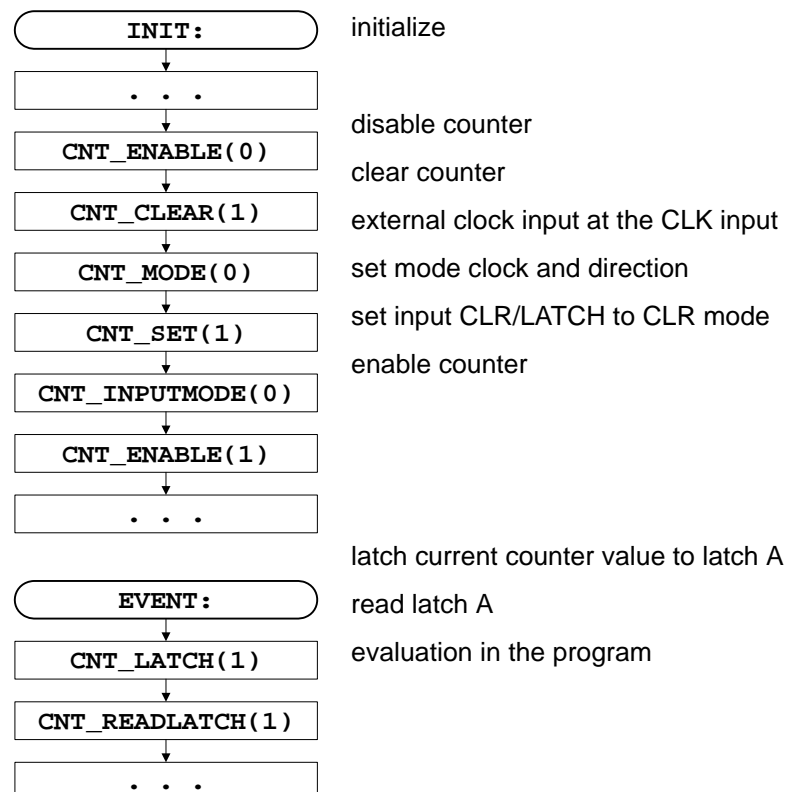 INIT:
initialize
. . .
disable counter
CNT_ENABLE(0)
clear counter
CNT_CLEAR(1)
external clock input at the CLK input
CNT_MODE(0)
set mode clock and direction
set input CLR/LATCH to CLR mode
CNT_SET(1)
enable counter
CNT_INPUTMODE(0)
CNT_ENABLE(1)
. . .
latch current counter value to latch A
EVENT:
read latch A
CNT_LATCH(1)
evaluation in the program
CNT_READLATCH(1)
. . .